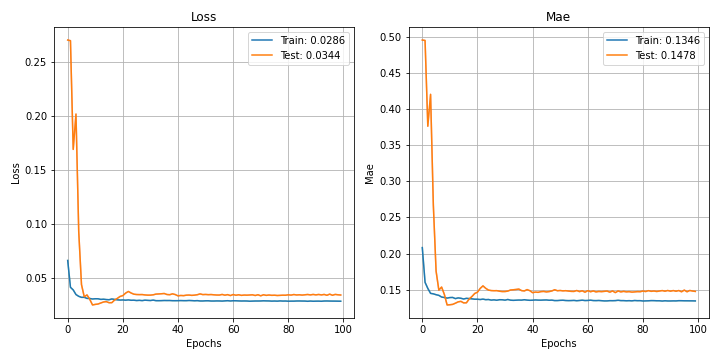 Loss
Train: 0.0286
Test: 0.0344
0.25
0.20
0.15
0.10
0.05
Loss
0 20 40 60 80 100
Epochs
Mae
Train: 0.1346
Test: 0.1478
0.50
0.45
0.40
0.35
0.30
0.25
0.20
0.15
Mae
0 20 40 60 80 100
Epochs